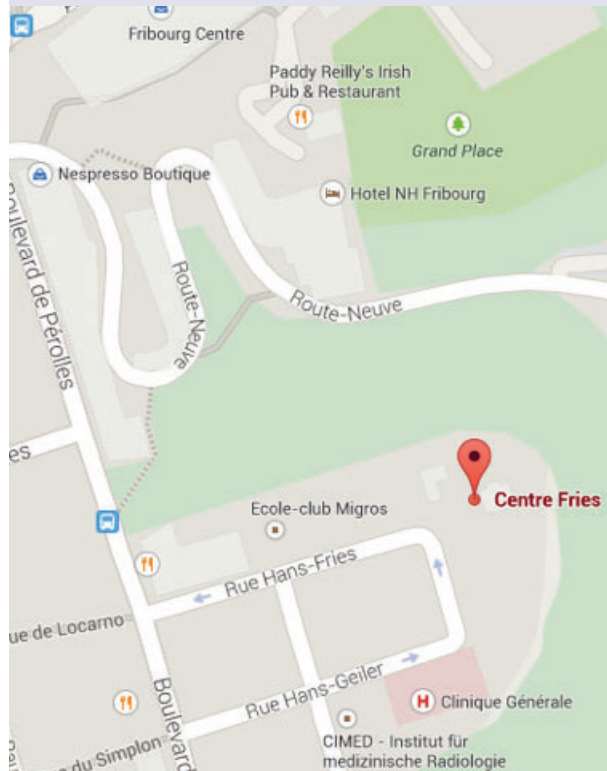 Fribourg Centre
Paddy Reilly's Irish
Pub & Restaurant
Grand Place
Nespresso Boutique
Hotel NH Fribourg
Boulevard de Pérolles
Route-Neuve
Route-Neuve
es
Centre Fries
Ecole-club Migros
Rue Hans-Fries
ue de Locarno
Rue Hans-Geiler
H
Clinique Générale
Boulevard
du Simplon
CIMED - Institut für
medizinische Radiologie